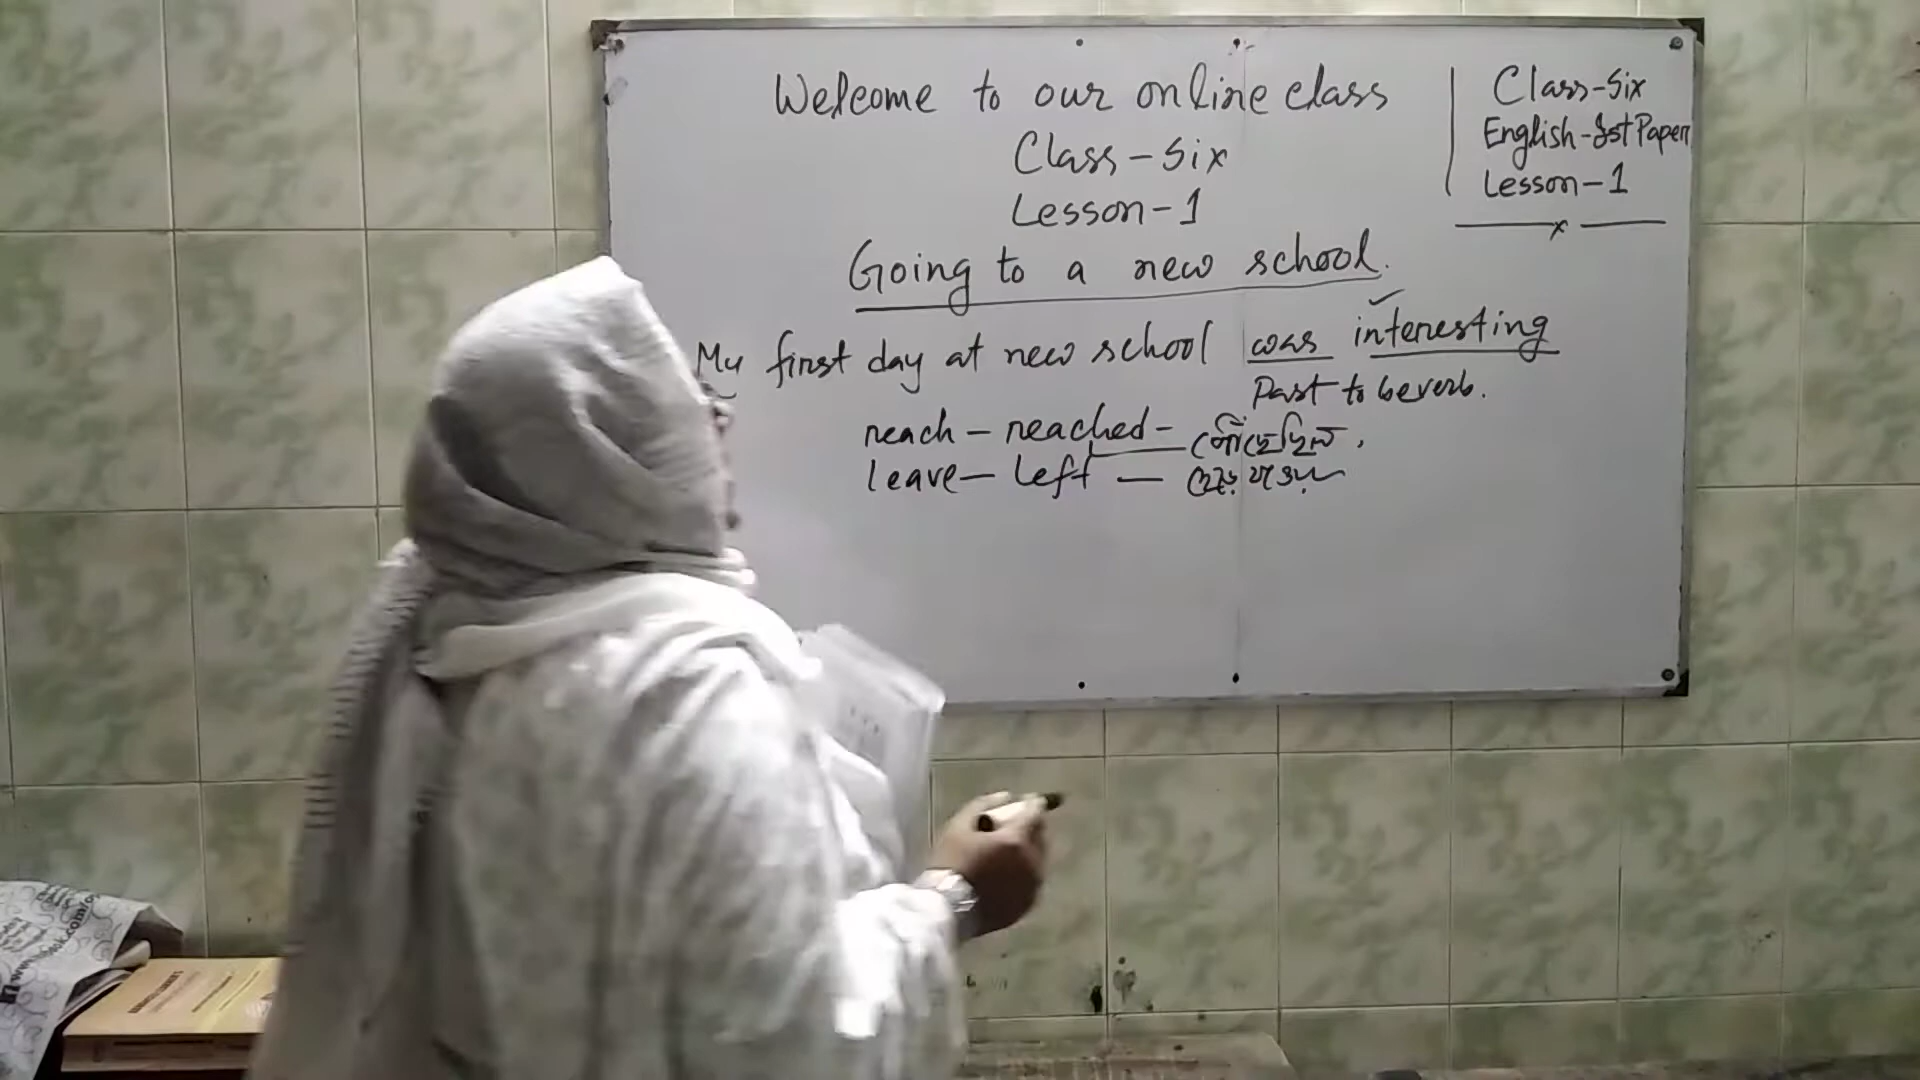 Welcome to our online class
Class-Six
Lesson-1
Going to a new school.
My first day at new school was interesting
Past to be verb.
reach - reached - পৌঁছেছিল,
leave - left -
Class-Six
English-1st Paper
Lesson-1